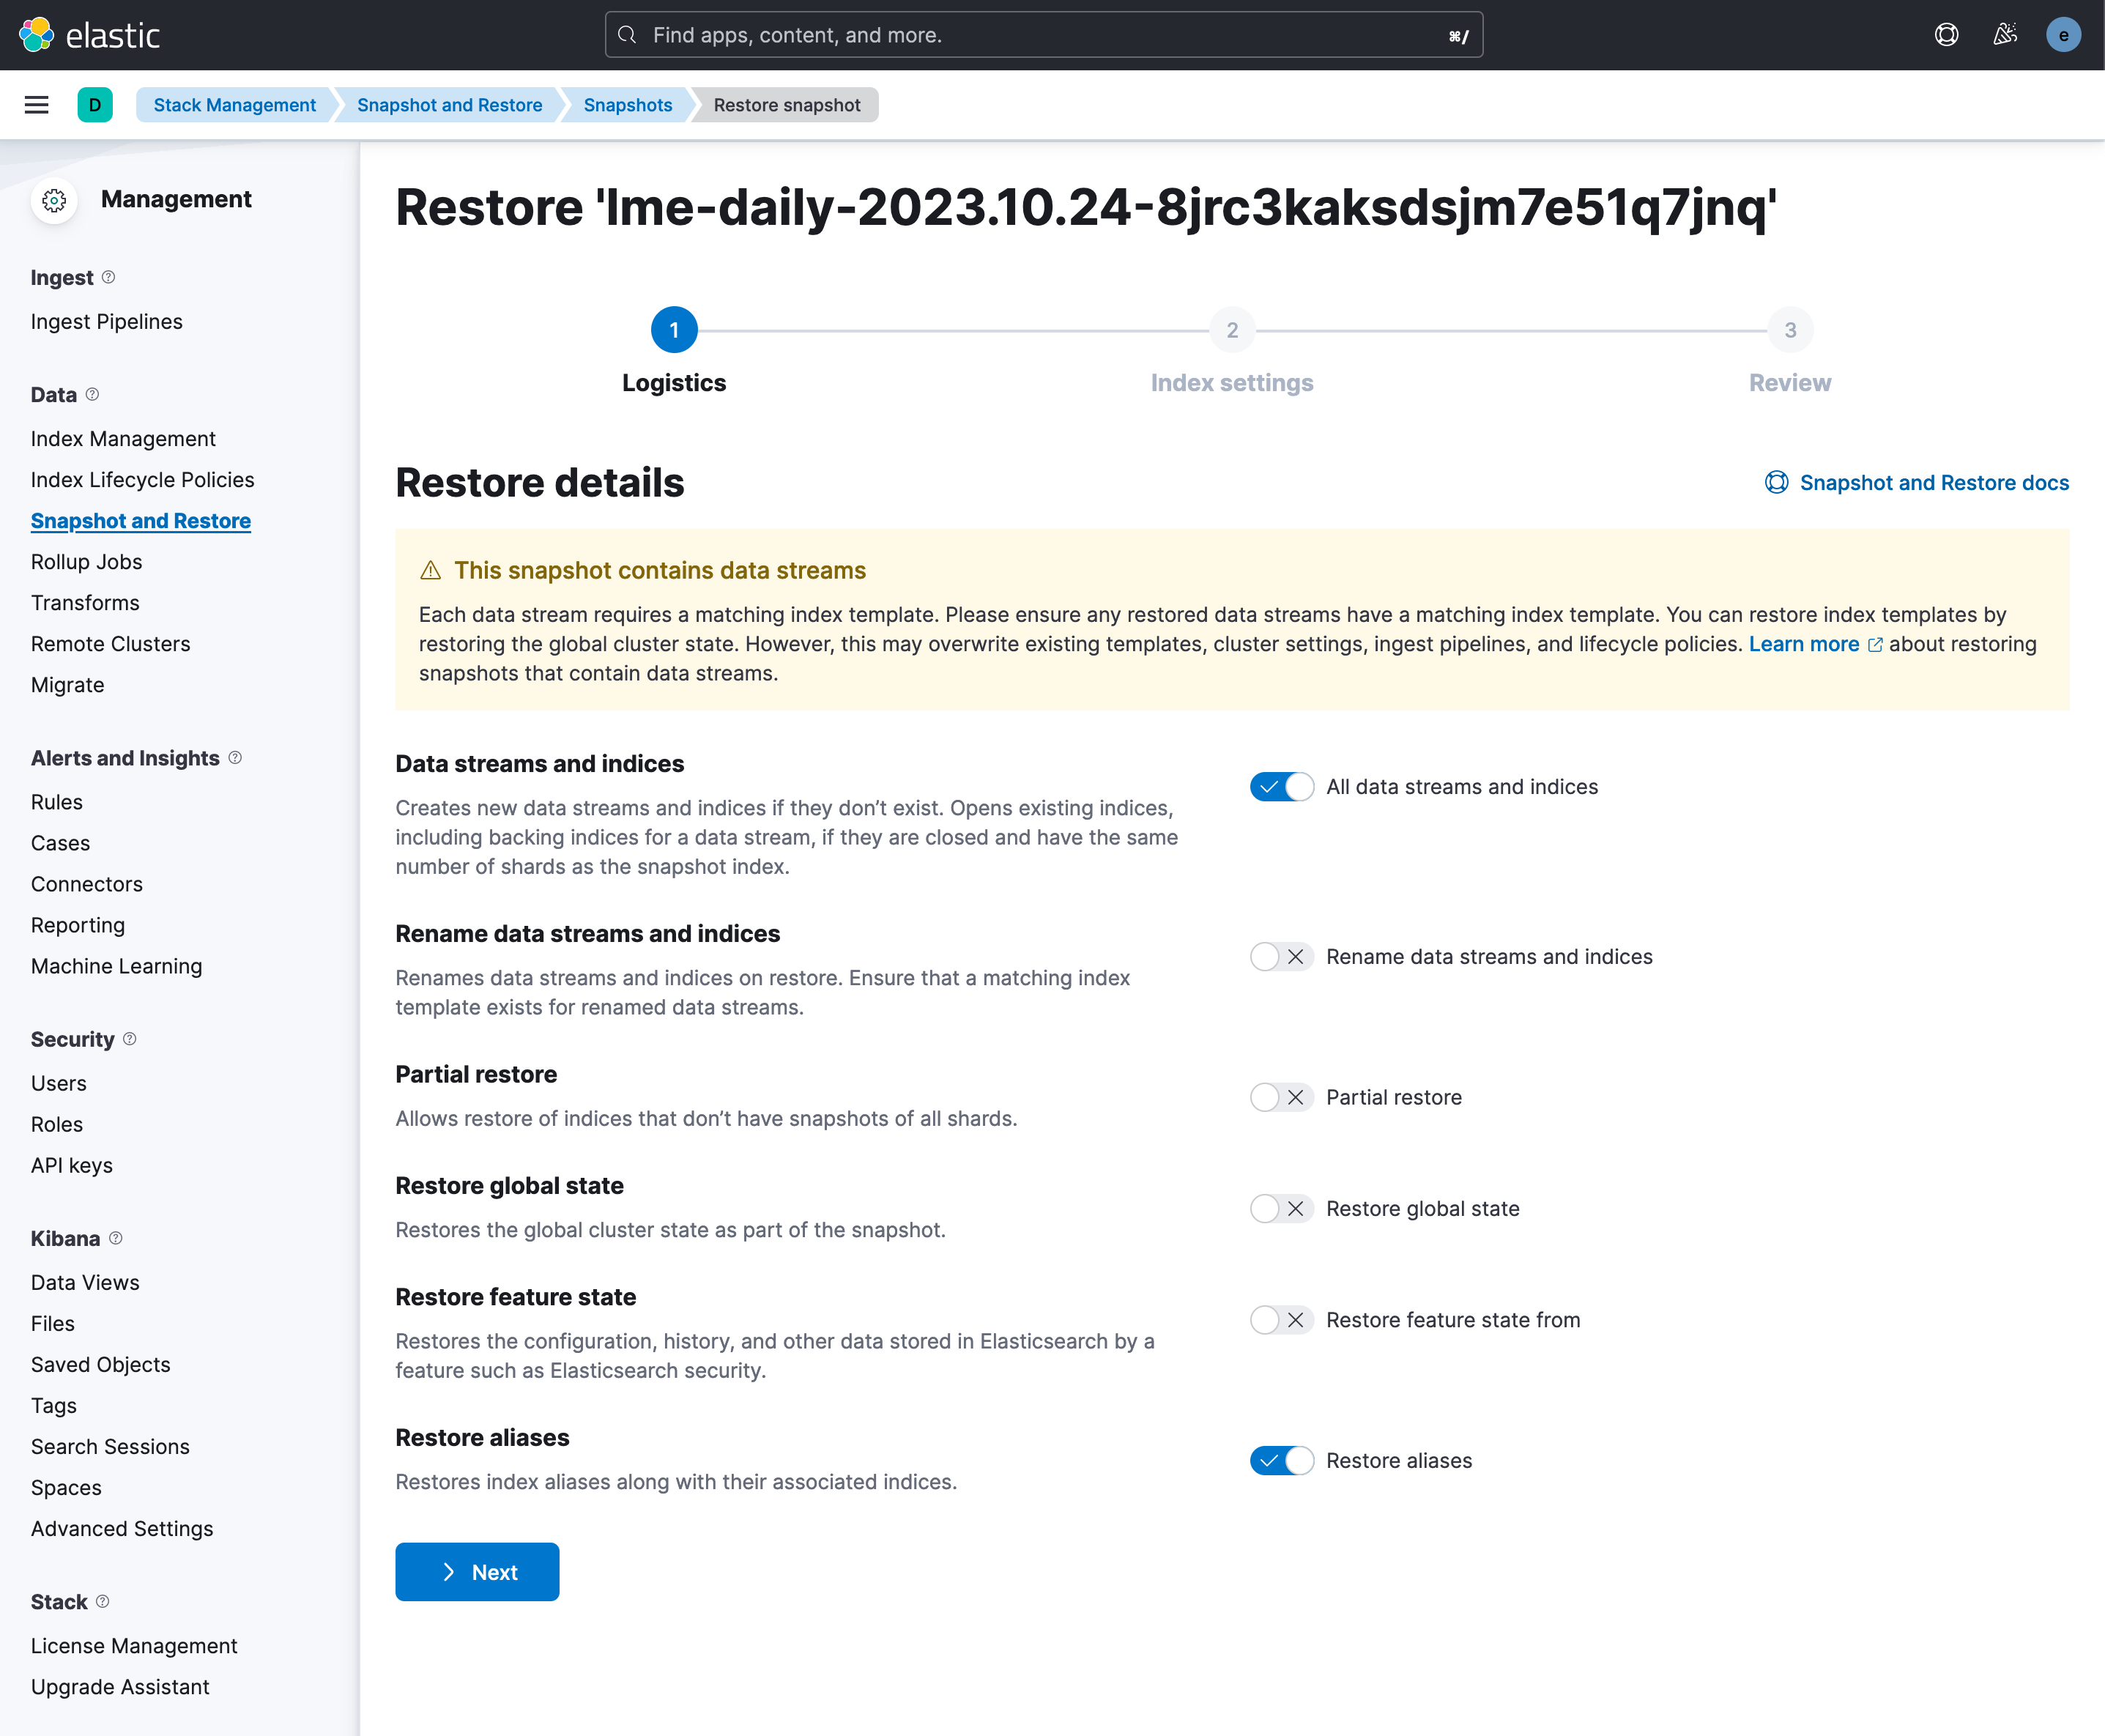 elastic
Find apps, content, and more.
⌘/
e
D
Stack Management
Snapshot and Restore
Snapshots
Restore snapshot
Management
Ingest
Ingest Pipelines
Data
Index Management
Index Lifecycle Policies
Snapshot and Restore
Rollup Jobs
Transforms
Remote Clusters
Migrate
Alerts and Insights
Rules
Cases
Connectors
Reporting
Machine Learning
Security
Users
Roles
API keys
Kibana
Data Views
Files
Saved Objects
Tags
Search Sessions
Spaces
Advanced Settings
Stack
License Management
Upgrade Assistant
Restore 'lme-daily-2023.10.24-8jrc3kaksdsjm7e51q7jnq'
1
Logistics
2
Index settings
3
Review
Restore details
Snapshot and Restore docs
This snapshot contains data streams
Each data stream requires a matching index template. Please ensure any restored data streams have a matching index template. You can restore index templates by
restoring the global cluster state. However, this may overwrite existing templates, cluster settings, ingest pipelines, and lifecycle policies. Learn more about restoring
snapshots that contain data streams.
Data streams and indices
Creates new data streams and indices if they don’t exist. Opens existing indices,
including backing indices for a data stream, if they are closed and have the same
number of shards as the snapshot index.
All data streams and indices
Rename data streams and indices
Renames data streams and indices on restore. Ensure that a matching index
template exists for renamed data streams.
Rename data streams and indices
Partial restore
Allows restore of indices that don’t have snapshots of all shards.
Partial restore
Restore global state
Restores the global cluster state as part of the snapshot.
Restore global state
Restore feature state
Restores the configuration, history, and other data stored in Elasticsearch by a
feature such as Elasticsearch security.
Restore feature state from
Restore aliases
Restores index aliases along with their associated indices.
Restore aliases
Next